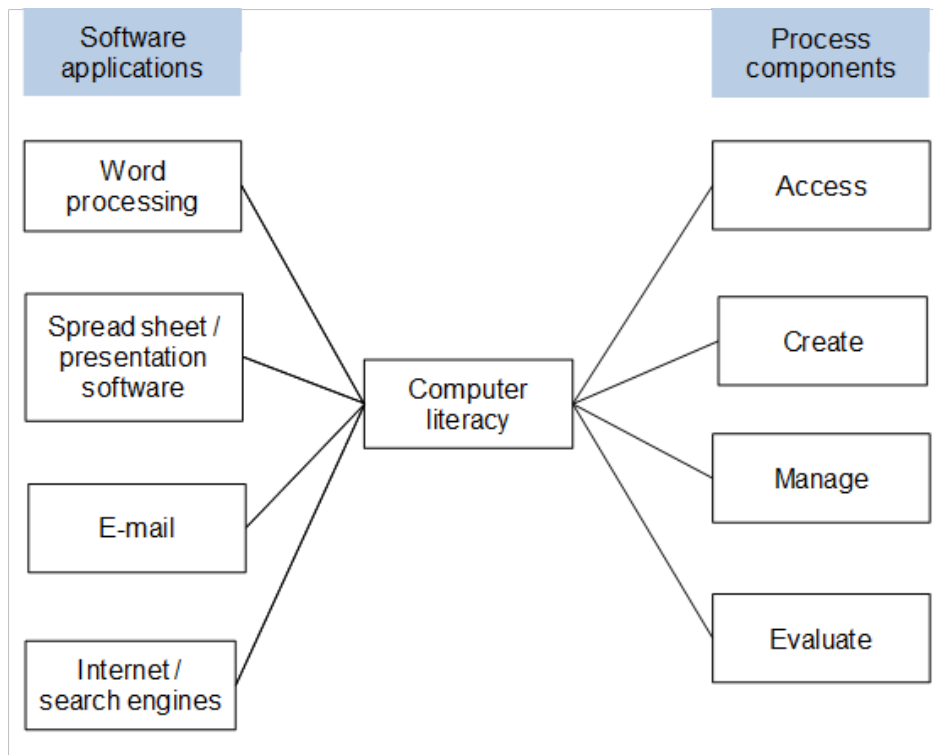 Software
applications
Process
components
Word
processing
Access
Spread sheet /
presentation
software
Create
Computer
literacy
E-mail
Manage
Internet /
search engines
Evaluate